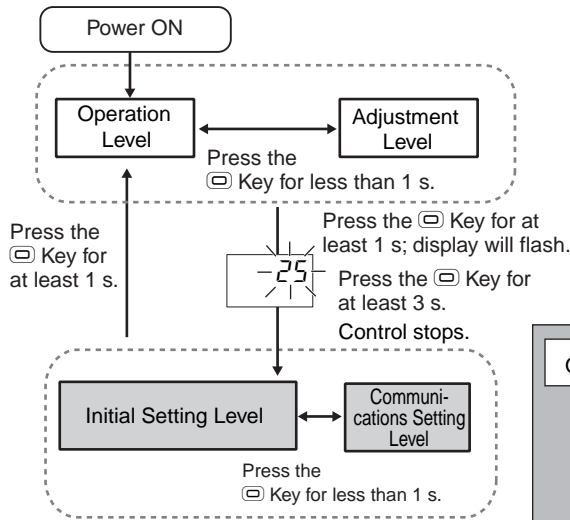 Power ON
Operation
Level
Adjustment
Level
Press the
Key for less than 1 s.
Press the
Key for
at least 1 s.
Press the Key for at
least 1 s; display will flash.
25
Press the Key for
at least 3 s.
Control stops.
Initial Setting Level
Communi-
cations Setting
Level
Press the
Key for less than 1 s.